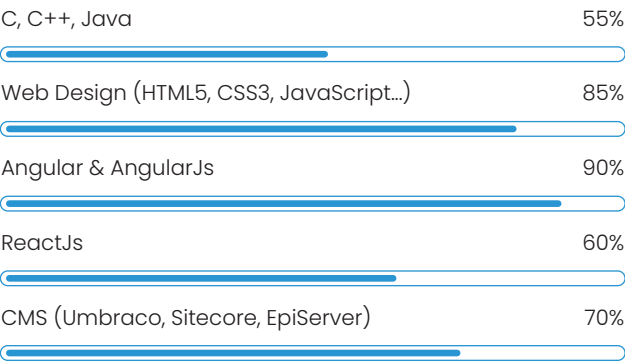 C, C++, Java 55%
Web Design (HTML5, CSS3, JavaScript...) 85%
Angular & AngularJs 90%
ReactJs 60%
CMS (Umbraco, Sitecore, EpiServer) 70%